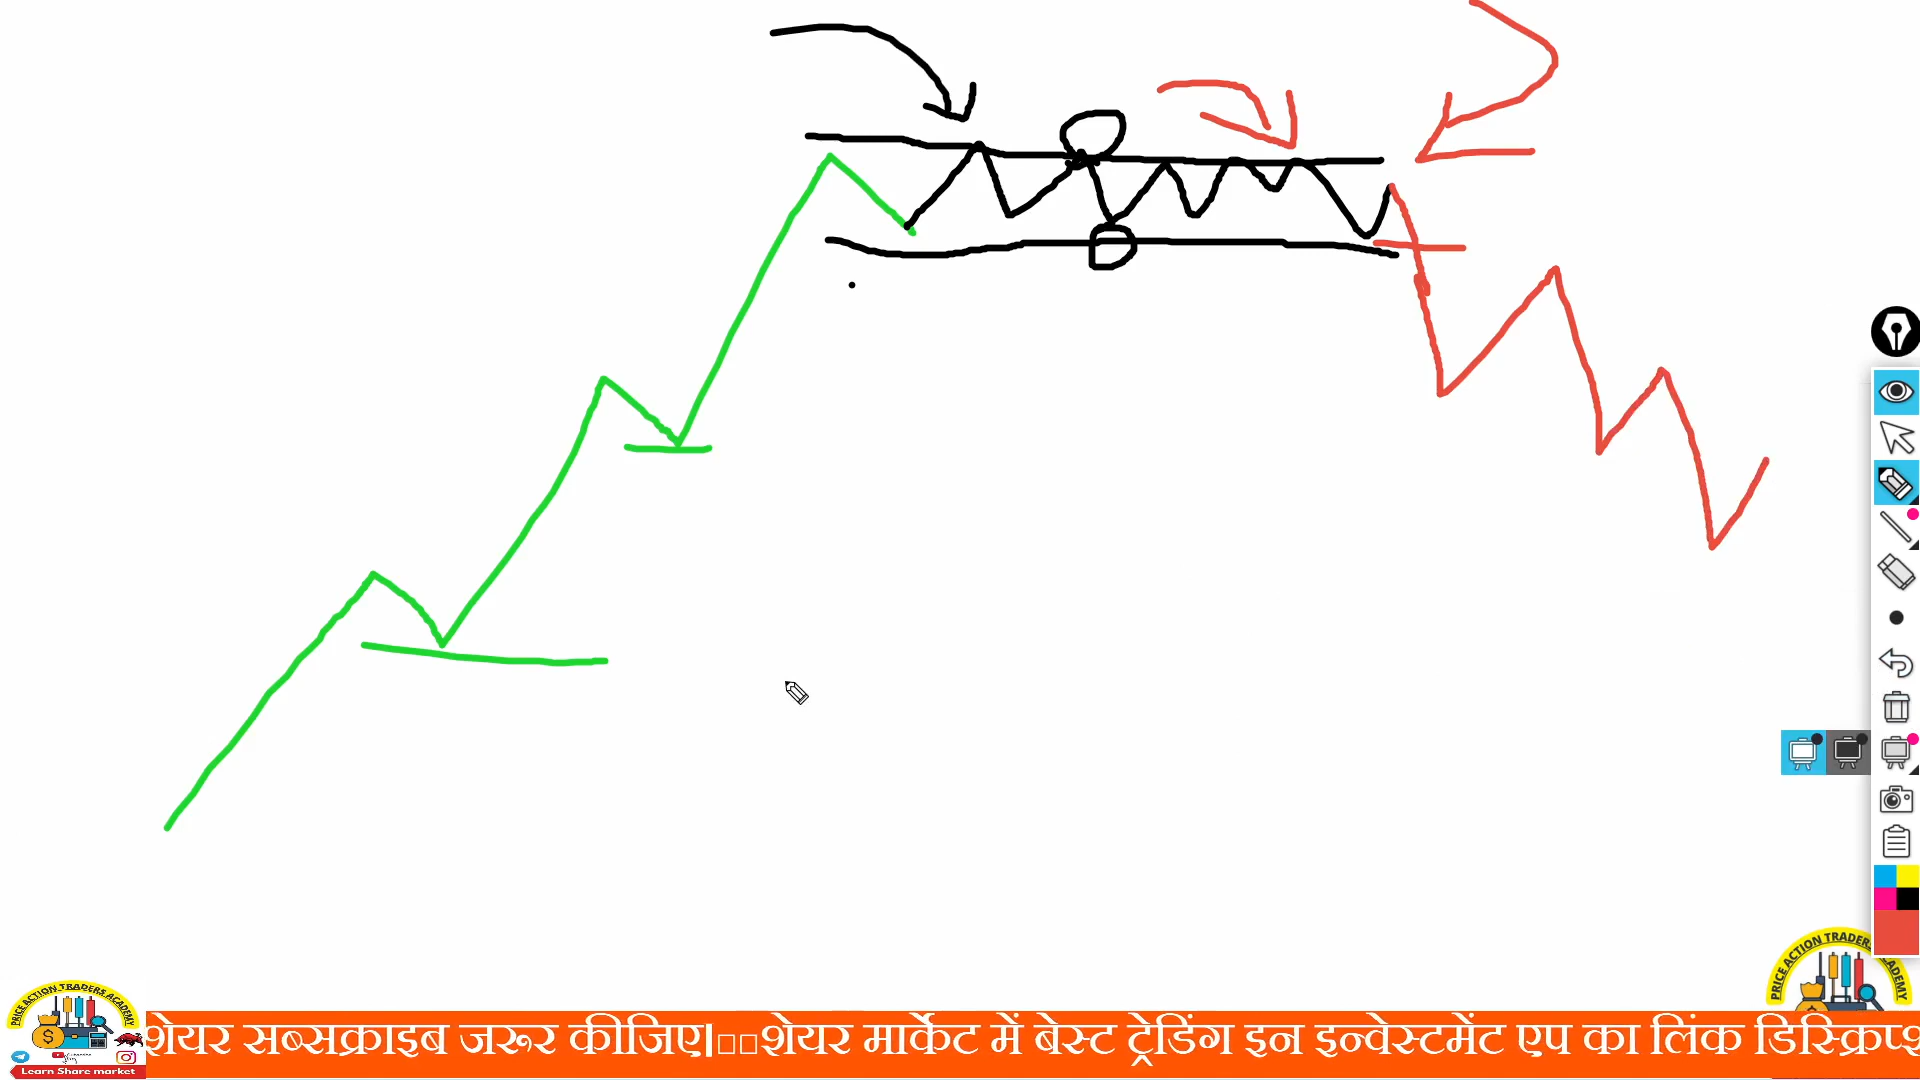 PRICE ACTION TRADERS ACADEMY
PRICE ACTION TRADERS ACADEMY
$
$
शेयर सब्सक्राइब जरूर कीजिए।□□शेयर मार्केट में बेस्ट ट्रेडिंग इन इन्वेस्टमेंट एप का लिंक डिस्क्रिप्श
Learn Share market